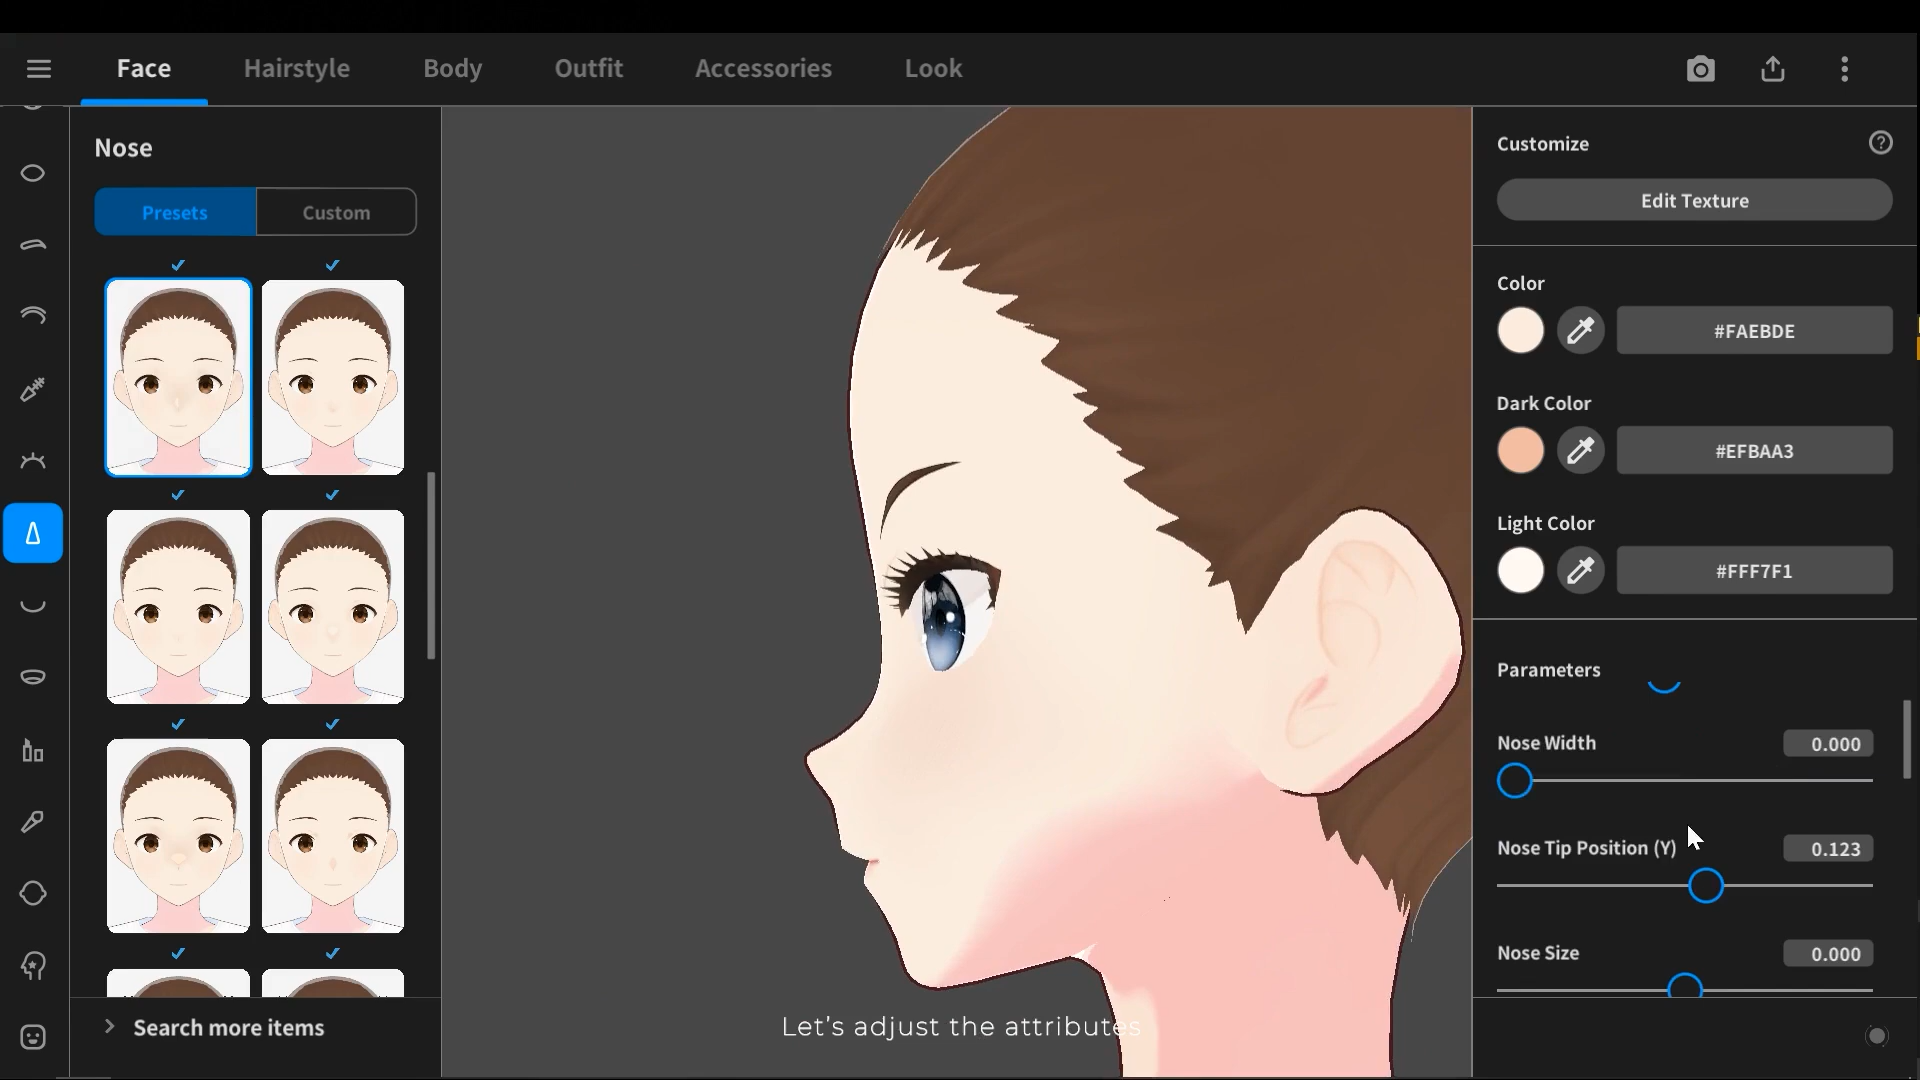 Face Hairstyle Body Outfit Accessories Look
Nose
Presets Custom
Search more items
Customize
Edit Texture
Color
#FAEBDE
Dark Color
#EFBAA3
Light Color
#FFF7F1
Parameters
Nose Width 0.000
Nose Tip Position (Y) 0.123
Nose Size 0.000
Let's adjust the attributes